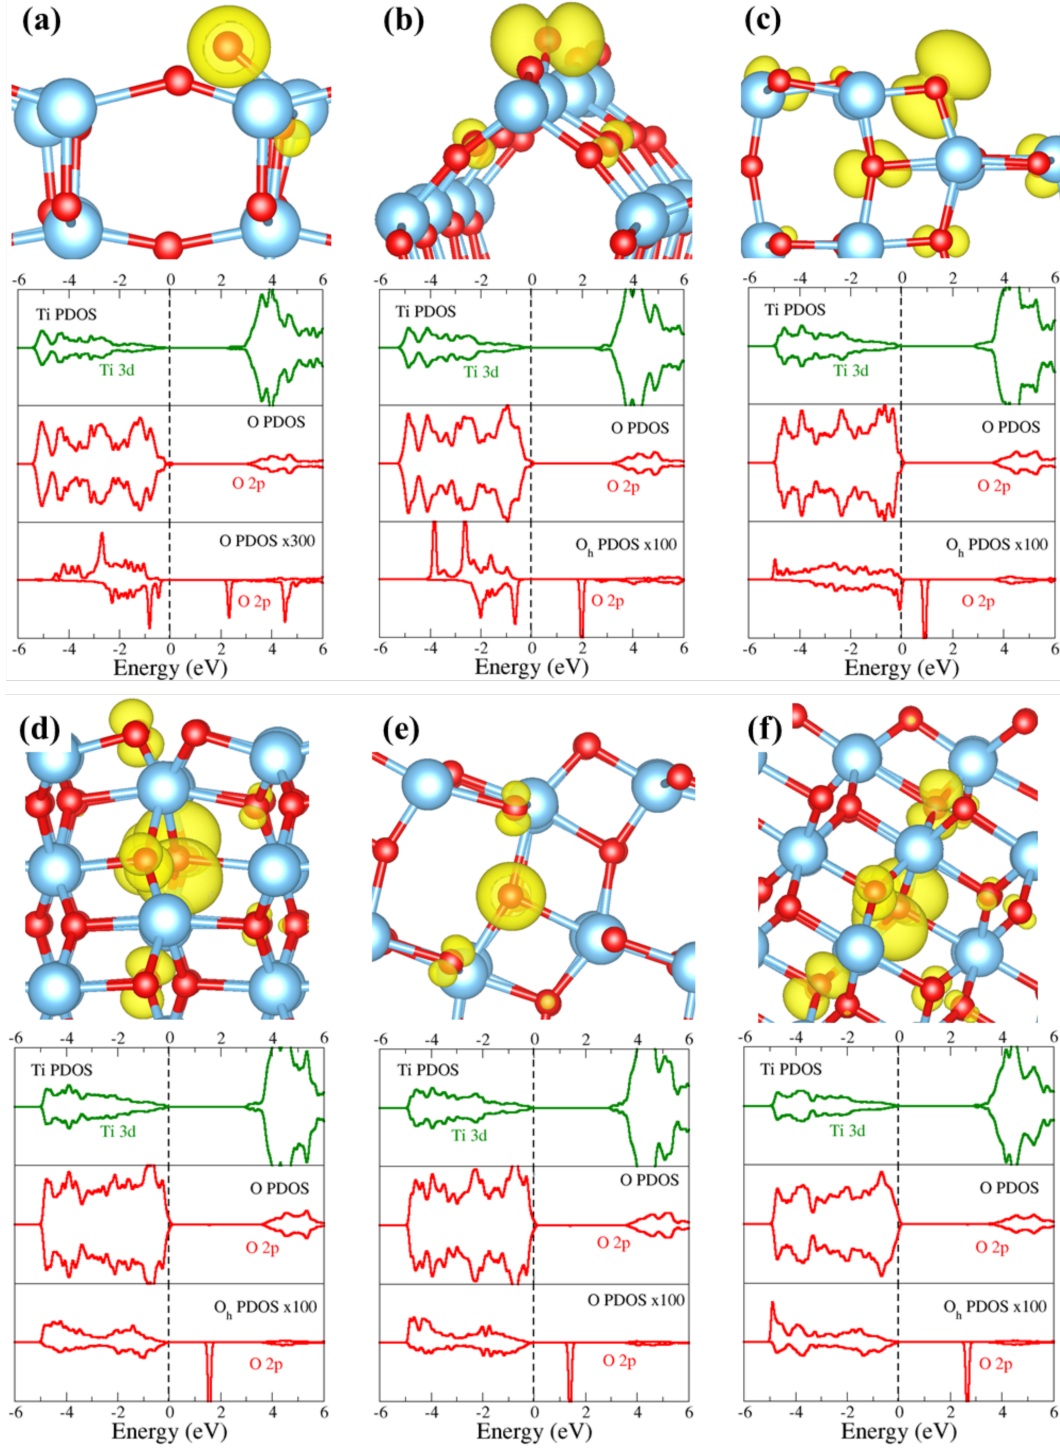 (a) (b) (c)
-6 -4 -2 0 2 4 6 -6 -4 -2 0 2 4 6 -6 -4 -2 0 2 4 6
Ti PDOS Ti PDOS Ti PDOS
Ti 3d Ti 3d Ti 3d
O PDOS O PDOS O PDOS
O 2p O 2p O 2p
O PDOS x300 Oh PDOS x100 Oh PDOS x100
O 2p O 2p O 2p
-6 -4 -2 0 2 4 6 -6 -4 -2 0 2 4 6 -6 -4 -2 0 2 4 6
Energy (eV) Energy (eV) Energy (eV)
(d) (e) (f)
-6 -4 -2 0 2 4 6 -6 -4 -2 0 2 4 6 -6 -4 -2 0 2 4 6
Ti PDOS Ti PDOS Ti PDOS
Ti 3d Ti 3d Ti 3d
O PDOS O PDOS O PDOS
O 2p O 2p O 2p
Oh PDOS x100 O PDOS x100 Oh PDOS x100
O 2p O 2p O 2p
-6 -4 -2 0 2 4 6 -6 -4 -2 0 2 4 6 -6 -4 -2 0 2 4 6
Energy (eV) Energy (eV) Energy (eV)